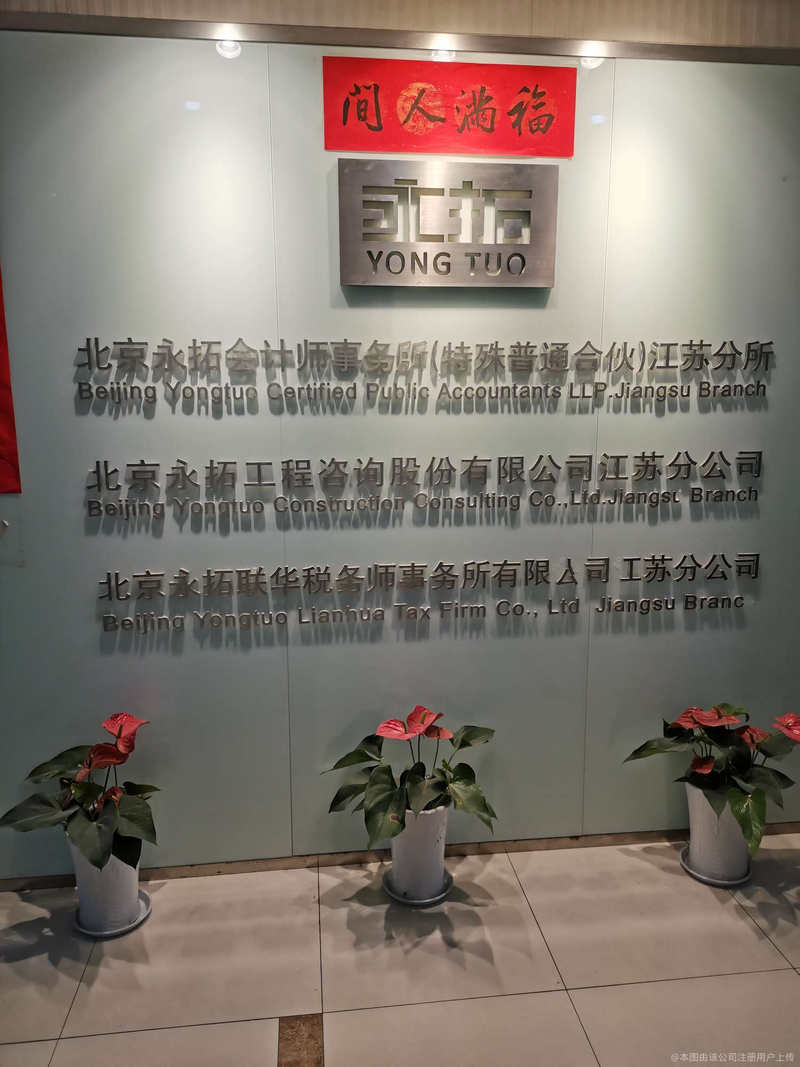 間人滿福
永拓
YONG TUO
北京永拓会计师事务所(特殊普通合伙)江苏分所
Beijing Yongtuo Certified Public Accountants LLP.Jiangsu Branch
北京永拓工程咨询股份有限公司江苏分公司
Beijing Yongtuo Construction Consulting Co.,Ltd.Jiangsu Branch
北京永拓联华税务师事务所有限公司 江苏分公司
Beijing Yongtuo Lianhua Tax Firm Co., Ltd Jiangsu Branc
@本图由该公司注册用户上传